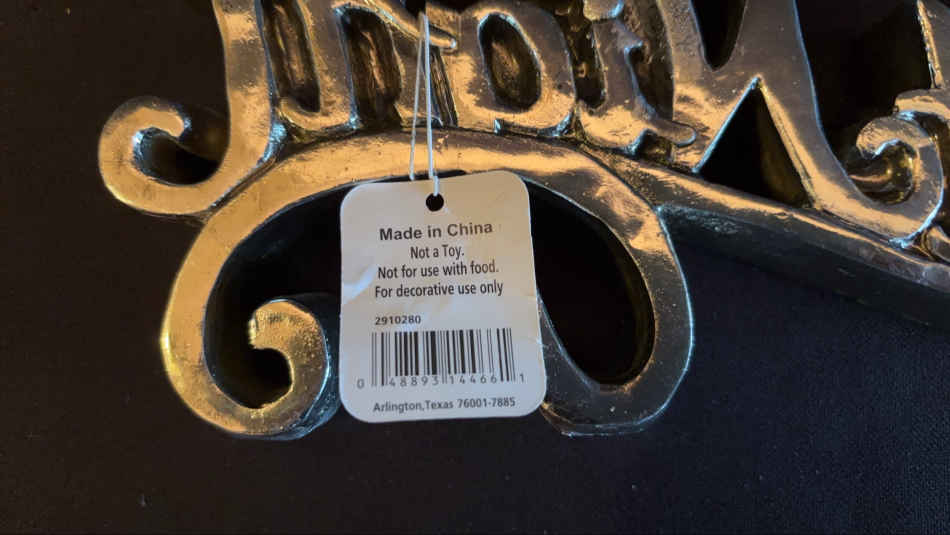 Made in China
Not a Toy.
Not for use with food.
For decorative use only
2910280
0 48893 14466 1
Arlington,Texas 76001-7885